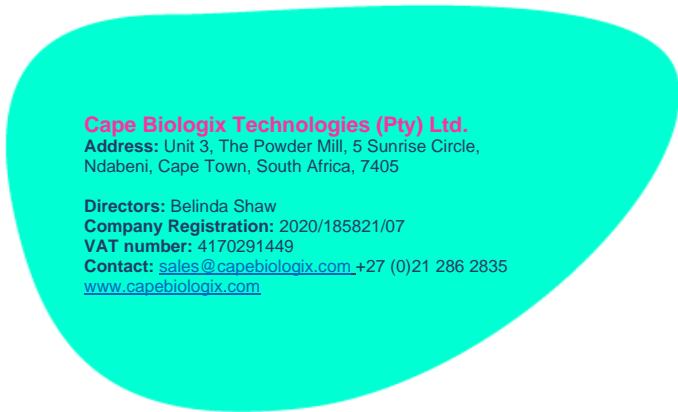 Cape Biologix Technologies (Pty) Ltd.
Address: Unit 3, The Powder Mill, 5 Sunrise Circle,
Ndabeni, Cape Town, South Africa, 7405
Directors: Belinda Shaw
Company Registration: 2020/185821/07
VAT number: 4170291449
Contact: sales@capebiologix.com +27 (0)21 286 2835
www.capebiologix.com